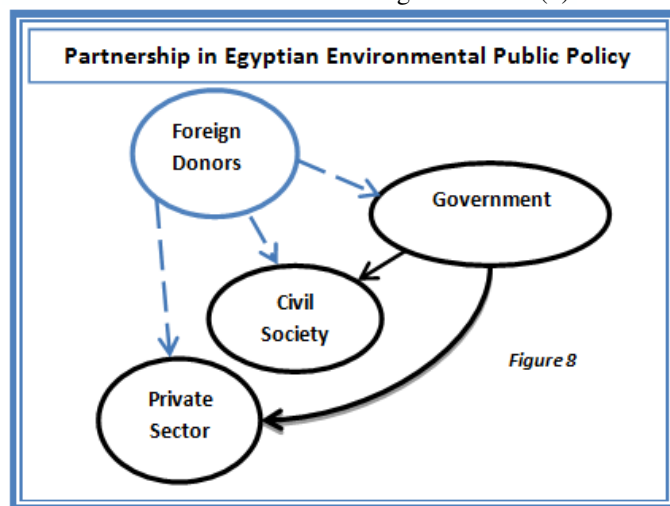 Partnership in Egyptian Environmental Public Policy
Foreign
Donors
Government
Civil
Society
Figure 8
Private
Sector